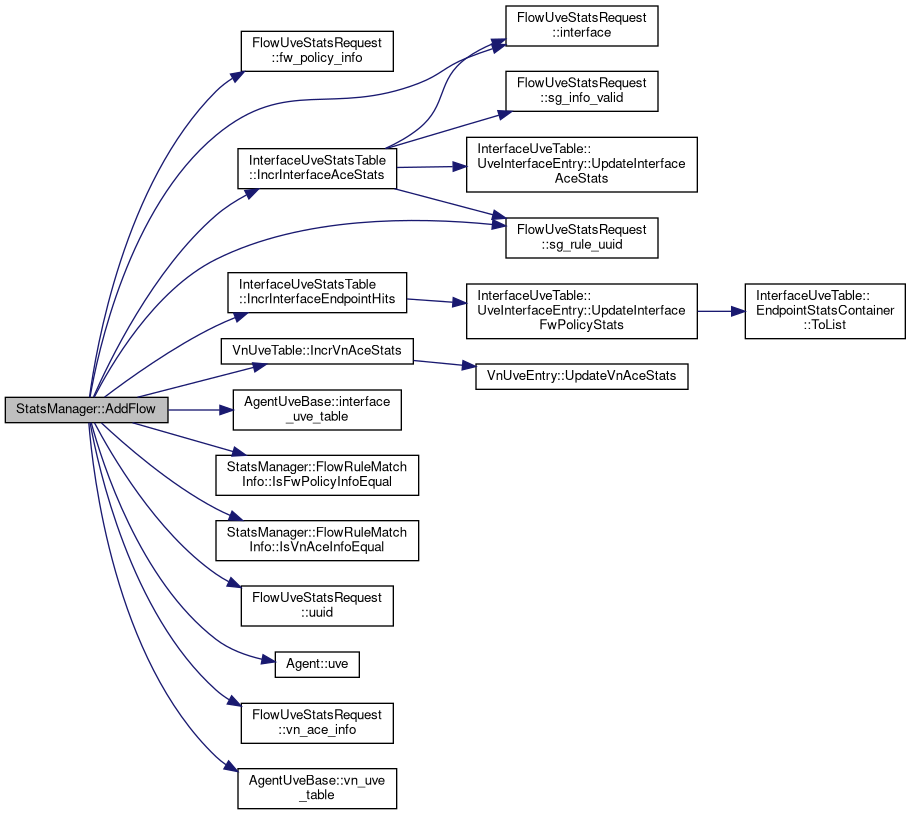 StatsManager::AddFlow
FlowUveStatsRequest
::fw_policy_info
InterfaceUveStatsTable
::IncrInterfaceAceStats
InterfaceUveStatsTable
::IncrInterfaceEndpointHits
VnUveTable::IncrVnAceStats
AgentUveBase::interface
_uve_table
StatsManager::FlowRuleMatch
Info::IsFwPolicyInfoEqual
StatsManager::FlowRuleMatch
Info::IsVnAceInfoEqual
FlowUveStatsRequest
::uuid
Agent::uve
FlowUveStatsRequest
::vn_ace_info
AgentUveBase::vn_uve
_table
FlowUveStatsRequest
::interface
FlowUveStatsRequest
::sg_info_valid
InterfaceUveTable::
UveInterfaceEntry::UpdateInterface
AceStats
FlowUveStatsRequest
::sg_rule_uuid
InterfaceUveTable::
UveInterfaceEntry::UpdateInterface
FwPolicyStats
VnUveEntry::UpdateVnAceStats
InterfaceUveTable::
EndpointStatsContainer
::ToList